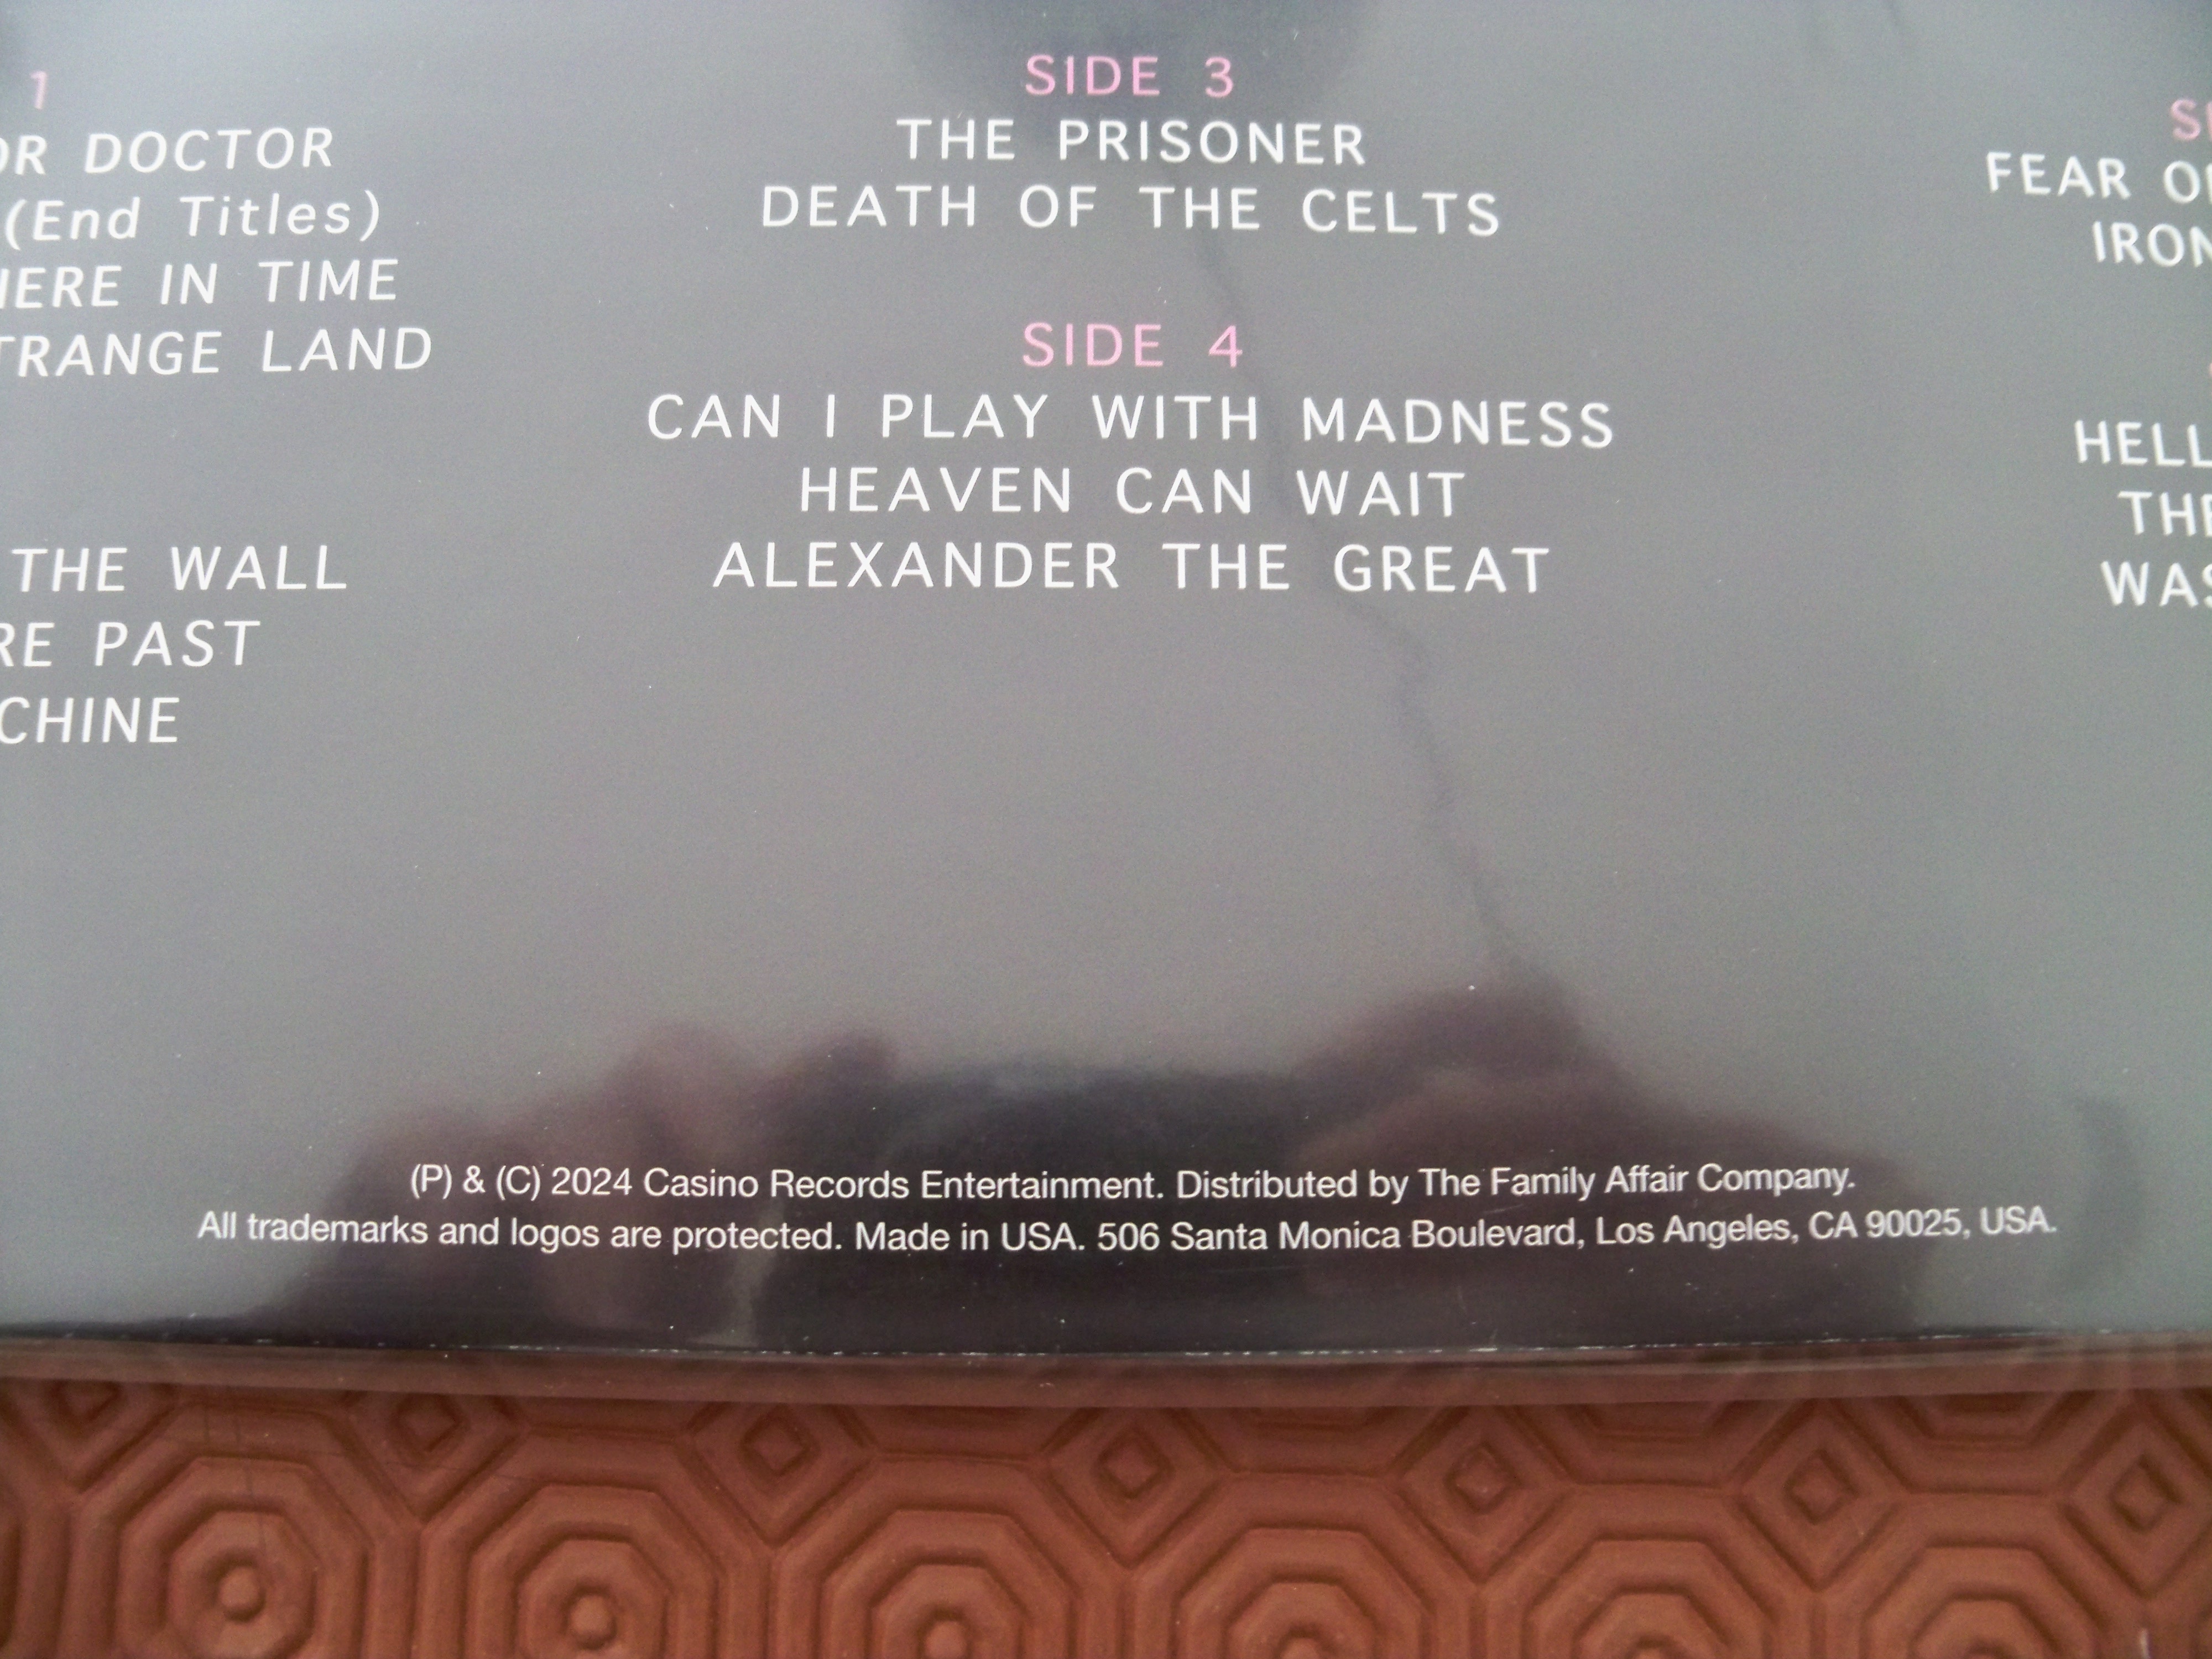 1
OR DOCTOR
(End Titles)
HERE IN TIME
TRANGE LAND
THE WALL
RE PAST
CHINE
SIDE 3
THE PRISONER
DEATH OF THE CELTS
SIDE 4
CAN I PLAY WITH MADNESS
HEAVEN CAN WAIT
ALEXANDER THE GREAT
FEAR O
IRON
HELL
THE
WAS
(P) & (C) 2024 Casino Records Entertainment. Distributed by The Family Affair Company.
All trademarks and logos are protected. Made in USA. 506 Santa Monica Boulevard, Los Angeles, CA 90025, USA.